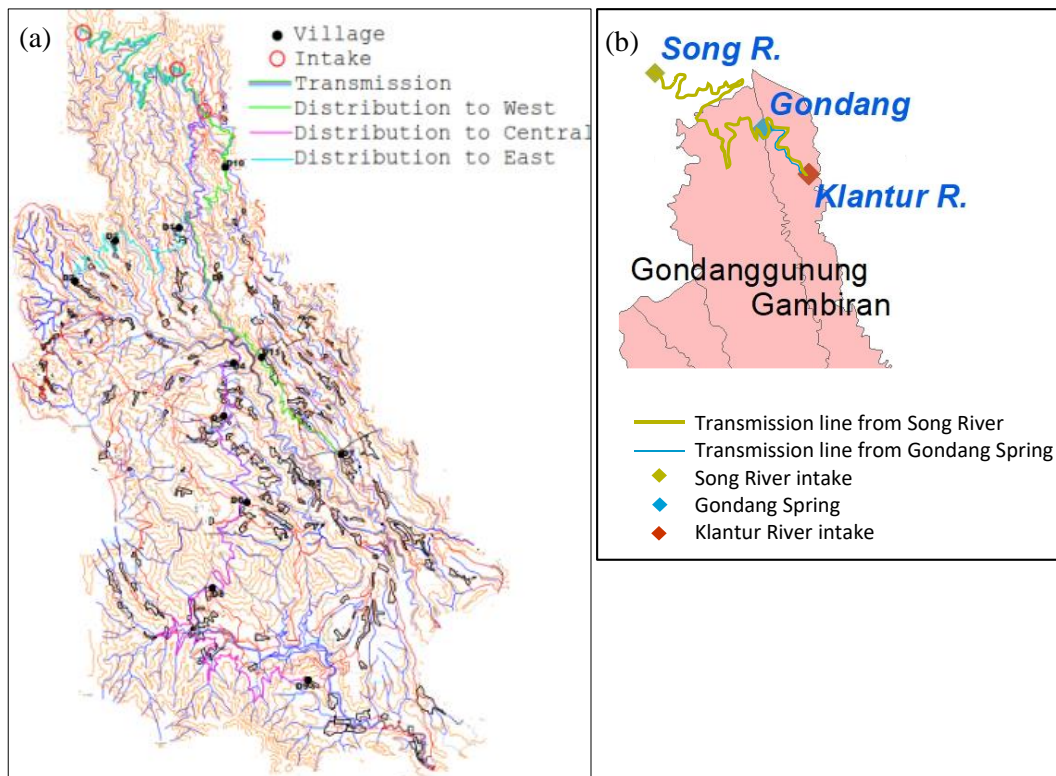 (a)
Village
Intake
Transmission
Distribution to West
Distribution to Central
Distribution to East
D10
(b)
Song R.
Gondang
Klantur R.
Gondanggunung
Gambiran
Transmission line from Song River
Transmission line from Gondang Spring
Song River intake
Gondang Spring
Klantur River intake